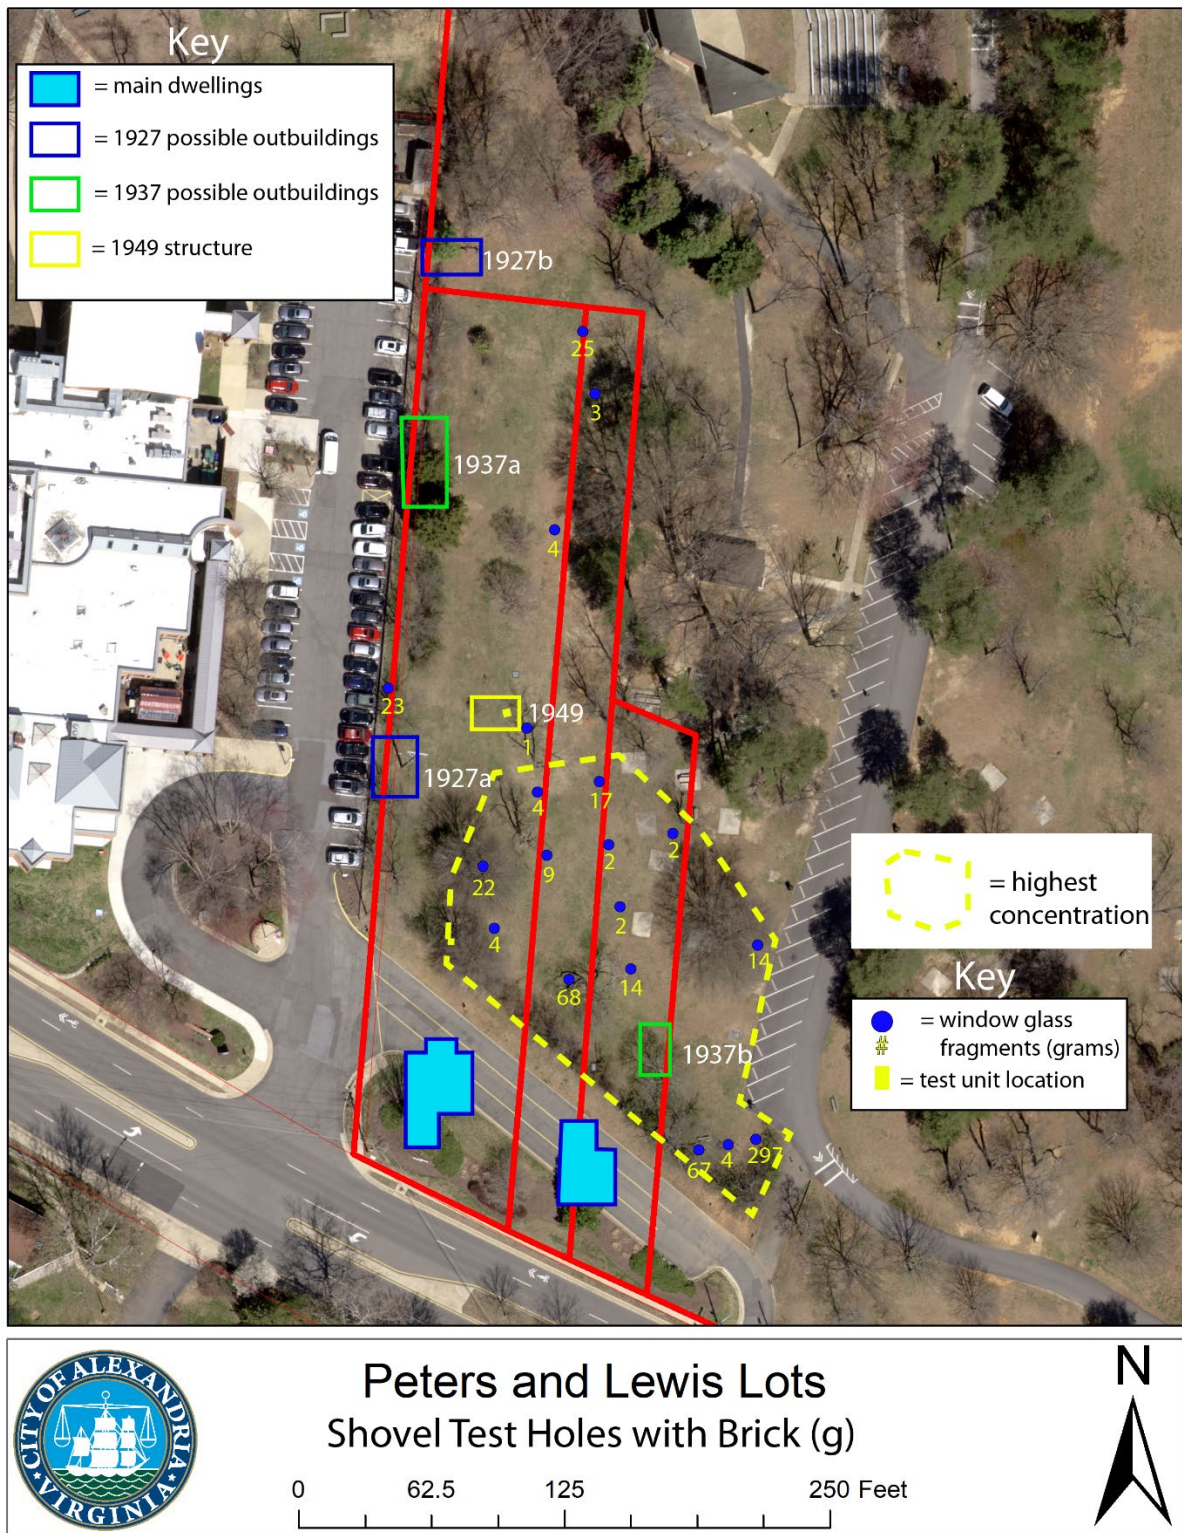 Key
= main dwellings
= 1927 possible outbuildings
= 1937 possible outbuildings
= 1949 structure
1927b
25
3
1937a
4
23
1949
1
1927a
4
17
2
2
9
22
2
4
14
68
14
1937b
67
4
297
= highest
concentration
Key
= window glass
# fragments (grams)
= test unit location
CITY OF ALEXANDRIA
VIRGINIA
Peters and Lewis Lots
Shovel Test Holes with Brick (g)
0 62.5 125 250 Feet
N